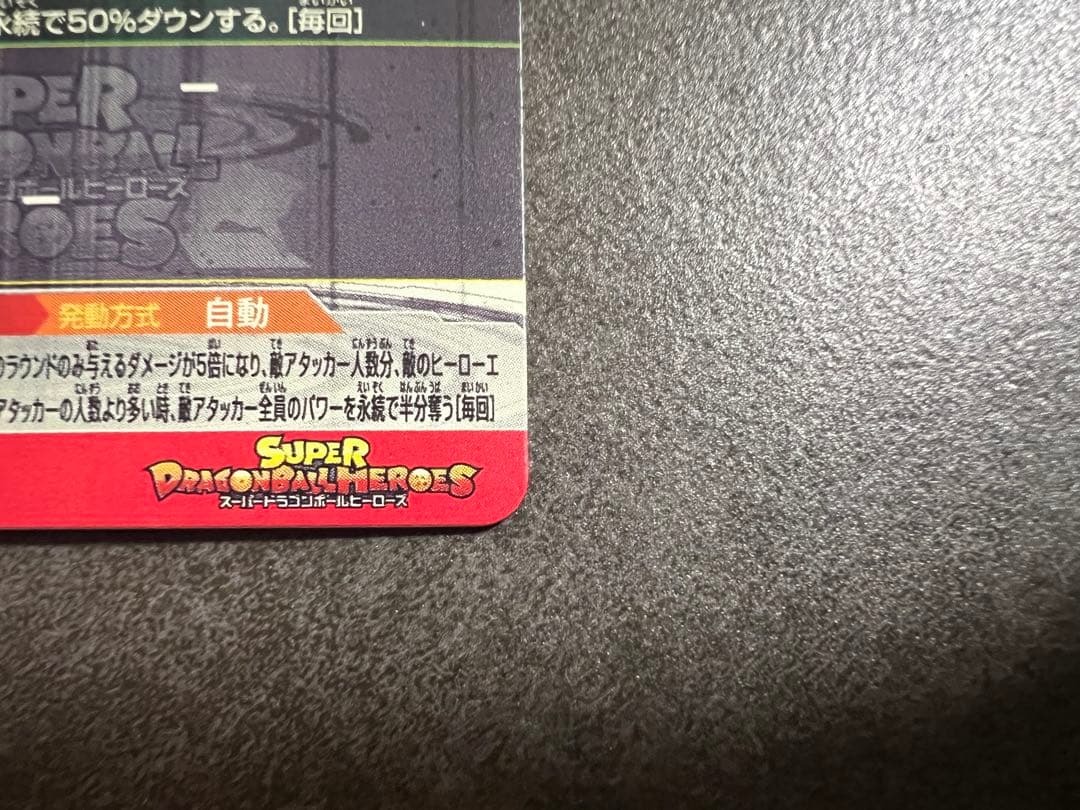 永続で50%ダウンする。[毎回]
PER
ONBALL
ンボールヒーローズ
ROES
発動方式 自動
のラウンドのみ与えるダメージが5倍になり、敵アタッカー人数分、敵のヒーローエ
アタッカーの人数より多い時、敵アタッカー全員のパワーを永続で半分奪う[毎回]
SUPER
DRAGONBALL HEROES
スーパードラゴンボールヒーローズ